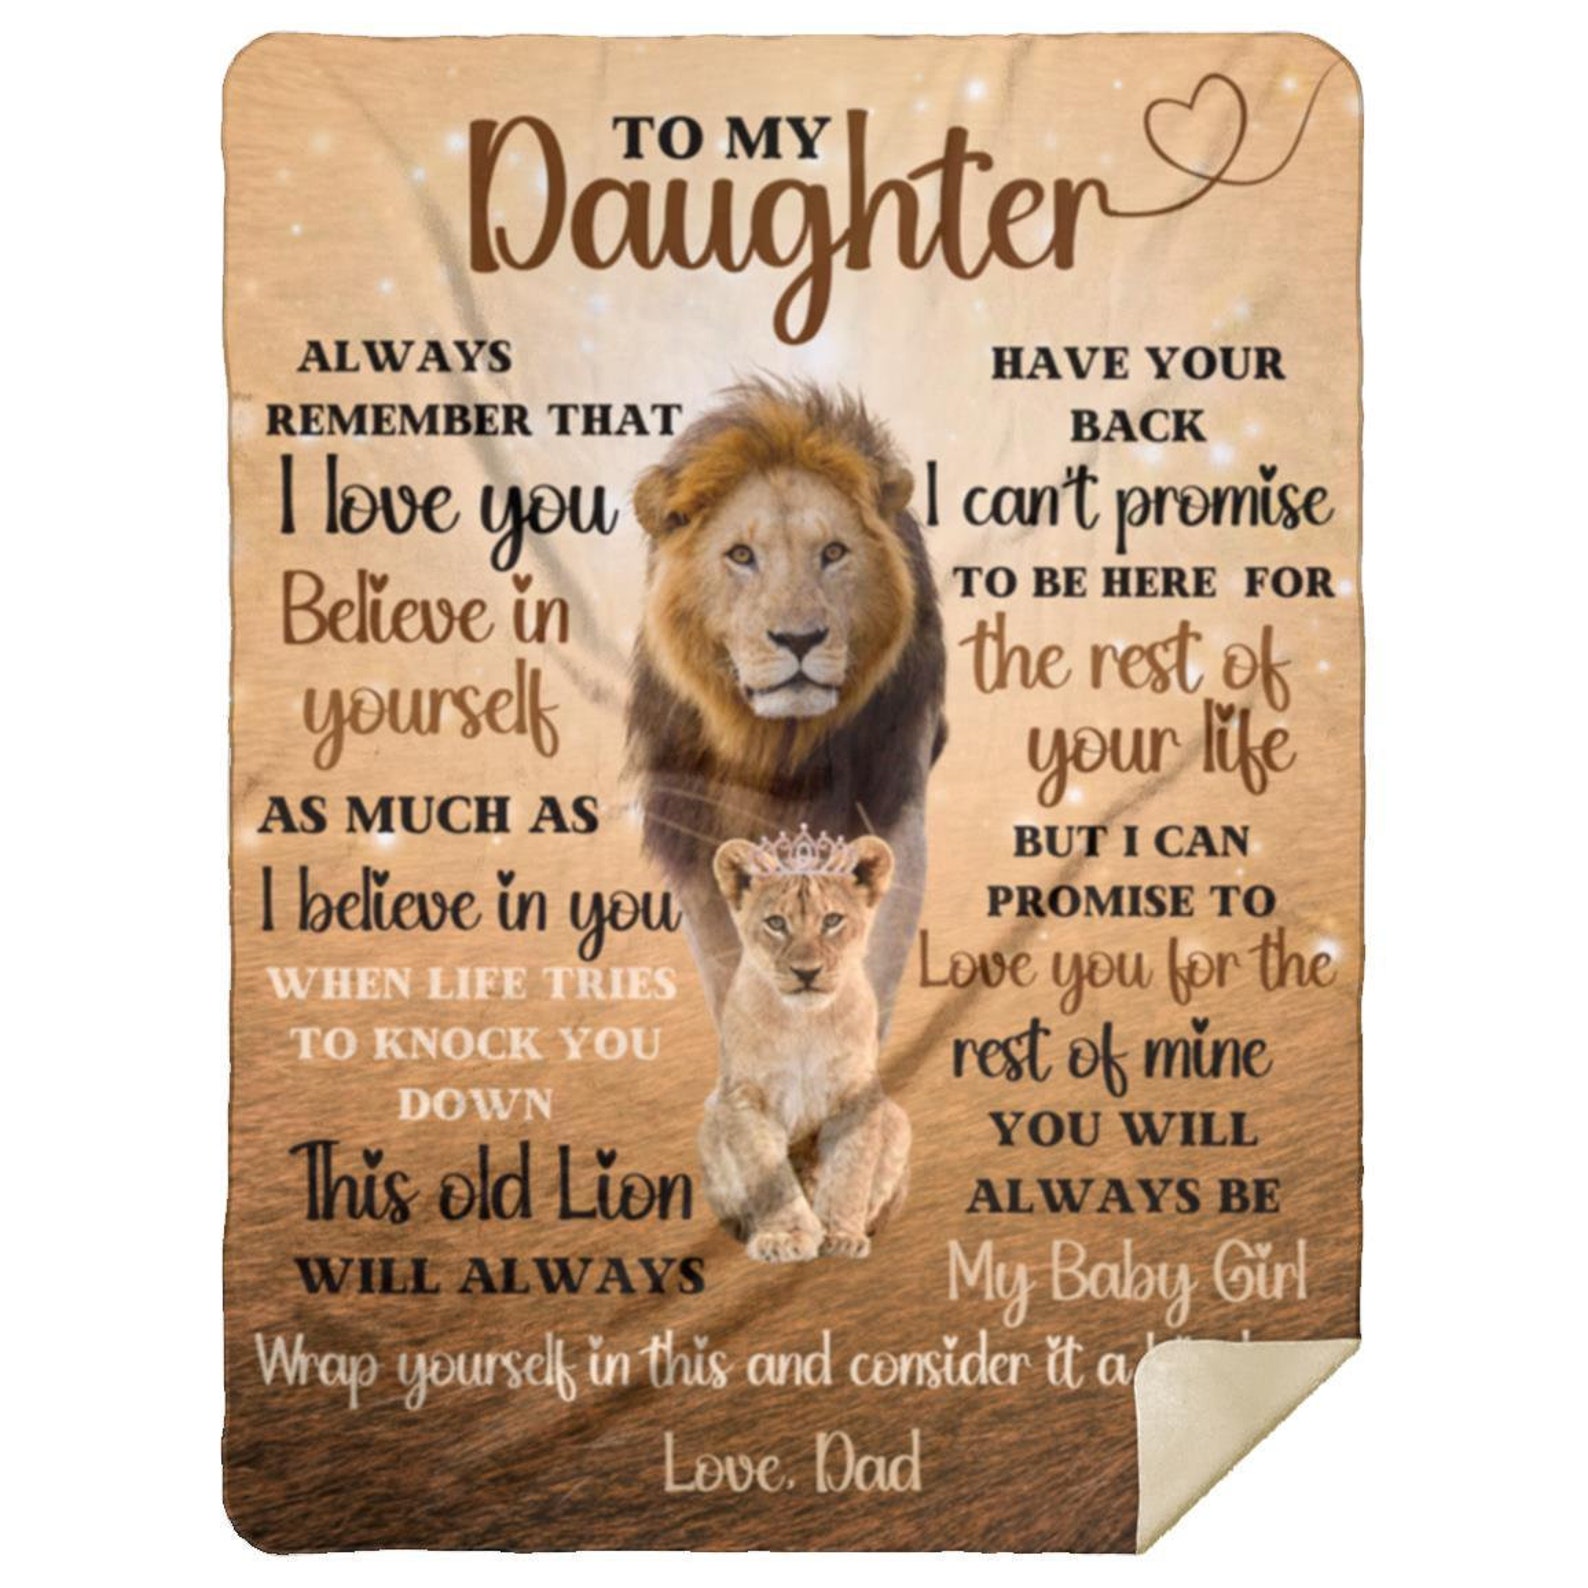 TO MY
Daughter
ALWAYS
REMEMBER THAT
I love you
Believe in
yourself
AS MUCH AS
I believe in you
WHEN LIFE TRIES
TO KNOCK YOU
DOWN
This old Lion
WILL ALWAYS
HAVE YOUR
BACK
I can't promise
TO BE HERE FOR
the rest of
your life
BUT I CAN
PROMISE TO
Love you for the
rest of mine
YOU WILL
ALWAYS BE
My Baby Girl
Wrap yourself in this and consider it a
Love, Dad